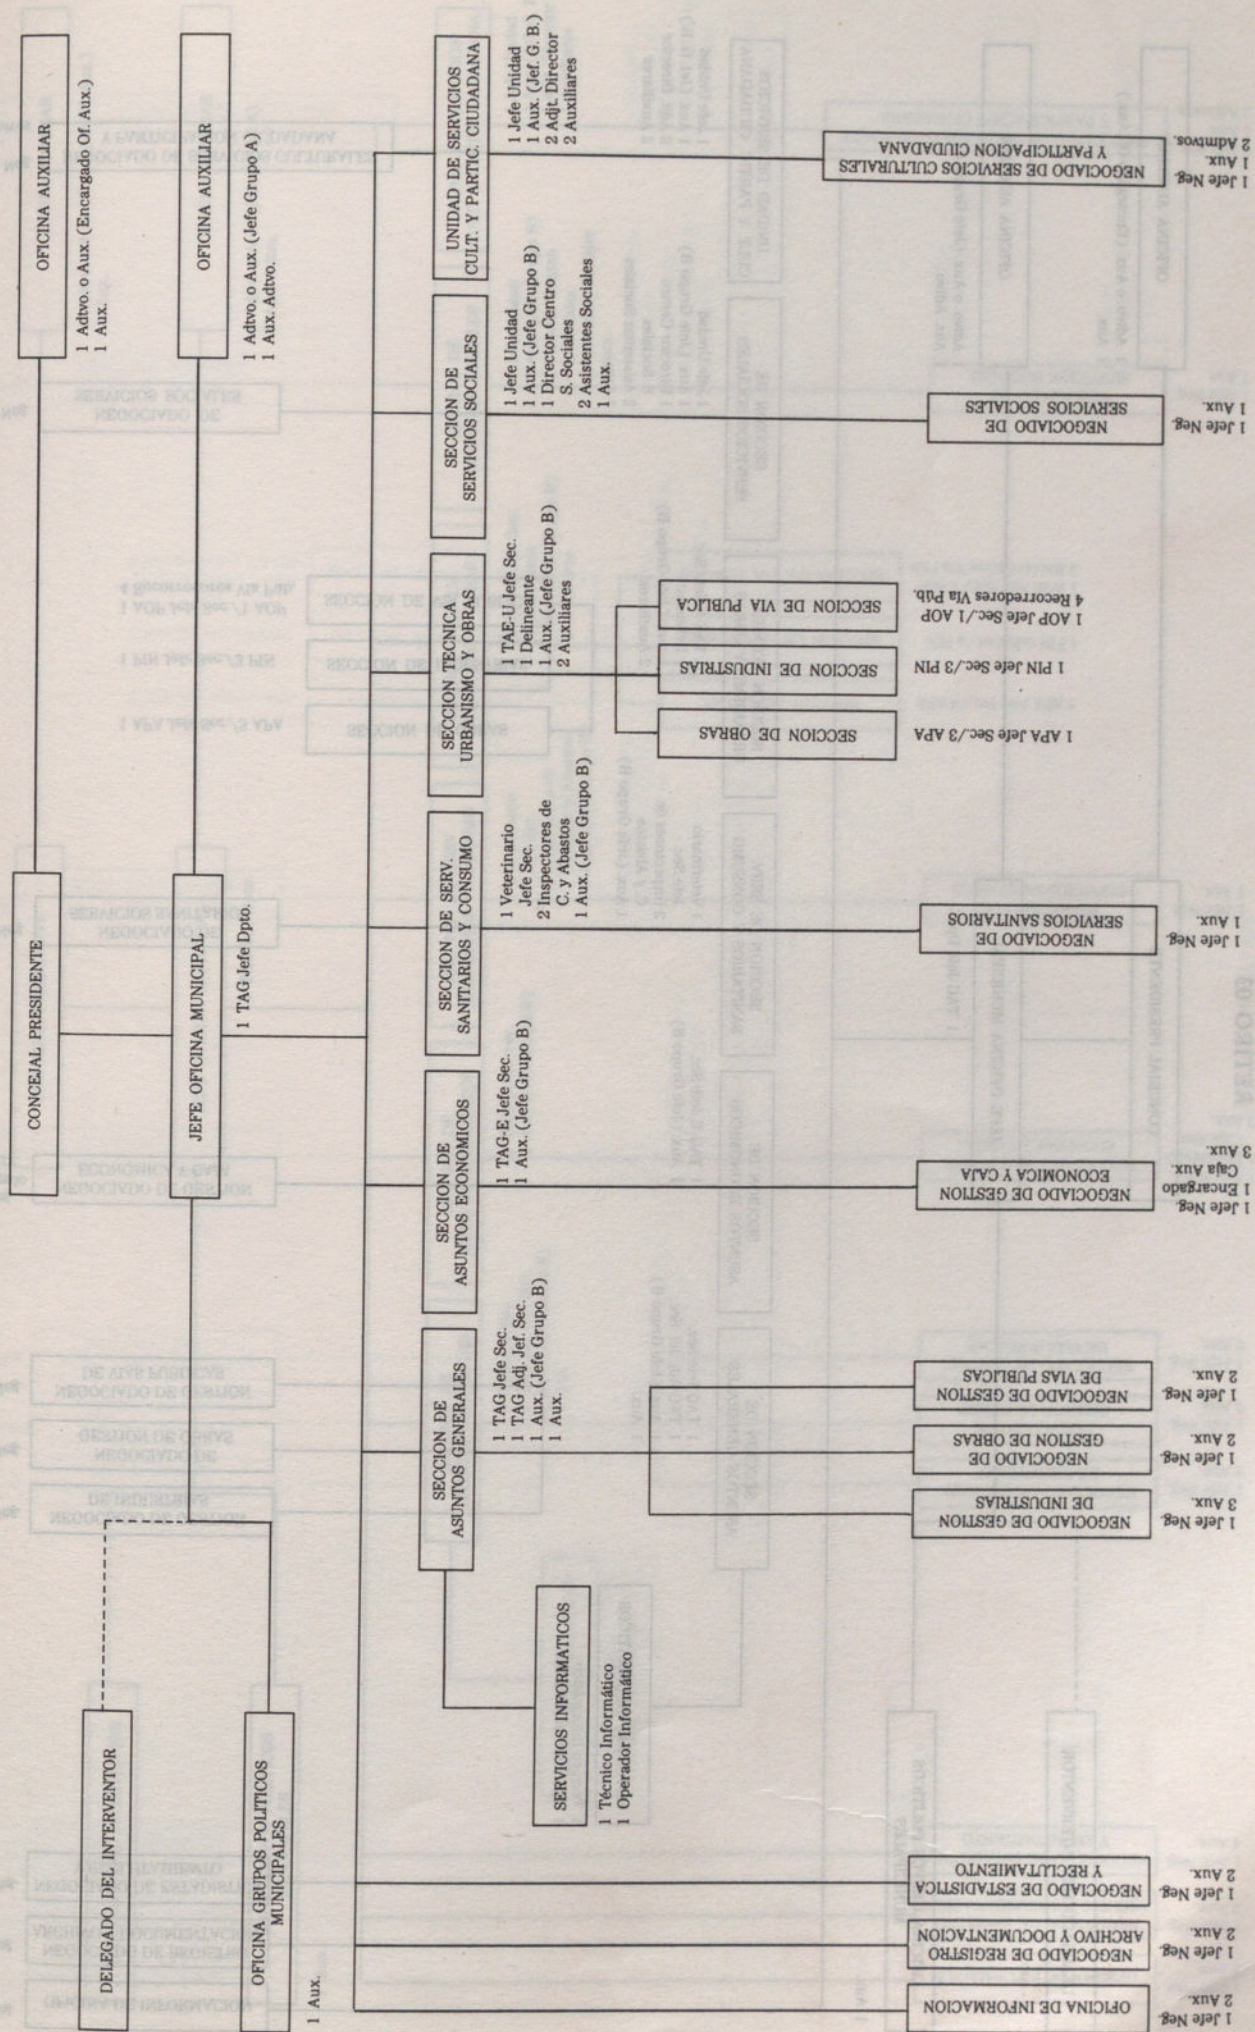 CONCEJAL PRESIDENTE
OFICINA AUXILIAR
1 Adtvo. o Aux. (Encargado Of. Aux.)
1 Aux.
DELEGADO DEL INTERVENTOR
JEFE OFICINA MUNICIPAL
1 TAG Jefe Dpto.
OFICINA AUXILIAR
1 Adtvo. o Aux. (Jefe Grupo A)
1 Aux. Adtvo.
OFICINA GRUPOS POLITICOS
MUNICIPALES
1 Aux.
SECCION DE
ASUNTOS GENERALES
1 TAG Jefe Sec.
1 TAG Adj. Jef. Sec.
1 Aux. (Jefe Grupo B)
1 Aux.
SECCION DE
ASUNTOS ECONOMICOS
1 TAG-E Jefe Sec.
1 Aux. (Jefe Grupo B)
SECCION DE SERV.
SANITARIOS Y CONSUMO
1 Veterinario
Jefe Sec.
2 Inspectores de
C. y Abastos
1 Aux. (Jefe Grupo B)
SECCION TECNICA
URBANISMO Y OBRAS
1 TAE-U Jefe Sec.
1 Delineante
1 Aux. (Jefe Grupo B)
2 Auxiliares
SECCION DE
SERVICIOS SOCIALES
1 Jefe Unidad
1 Aux. (Jefe Grupo B)
1 Director Centro
S. Sociales
2 Asistentes Sociales
1 Aux.
UNIDAD DE SERVICIOS
CULT. Y PARTIC. CIUDADANA
1 Jefe Unidad
1 Aux. (Jef. G. B.)
2 Adjt. Director
2 Auxiliares
SERVICIOS INFORMATICOS
1 Técnico Informático
1 Operador Informático
SECCION DE OBRAS
1 APA Jefe Sec./3 APA
SECCION DE INDUSTRIAS
1 PIN Jefe Sec./3 PIN
SECCION DE VIA PUBLICA
1 AOP Jefe Sec./1 AOP
4 Recorredores Vía Púb.
OFICINA DE INFORMACION
1 Jefe Neg.
2 Aux.
NEGOCIADO DE REGISTRO
ARCHIVO Y DOCUMENTACION
1 Jefe Neg.
2 Aux.
NEGOCIADO DE ESTADISTICA
Y RECLUTAMIENTO
1 Jefe Neg.
2 Aux.
NEGOCIADO DE GESTION
DE INDUSTRIAS
1 Jefe Neg.
3 Aux.
NEGOCIADO DE
GESTION DE OBRAS
1 Jefe Neg.
2 Aux.
NEGOCIADO DE GESTION
DE VIAS PUBLICAS
1 Jefe Neg.
2 Aux.
NEGOCIADO DE GESTION
ECONOMICA Y CAJA
1 Jefe Neg.
1 Encargado
Caja Aux.
3 Aux.
NEGOCIADO DE
SERVICIOS SANITARIOS
1 Jefe Neg.
1 Aux.
NEGOCIADO DE
SERVICIOS SOCIALES
1 Jefe Neg.
1 Aux.
NEGOCIADO DE SERVICIOS CULTURALES
Y PARTICIPACION CIUDADANA
1 Jefe Neg.
1 Aux.
2 Admtvos.
RETIRO 03